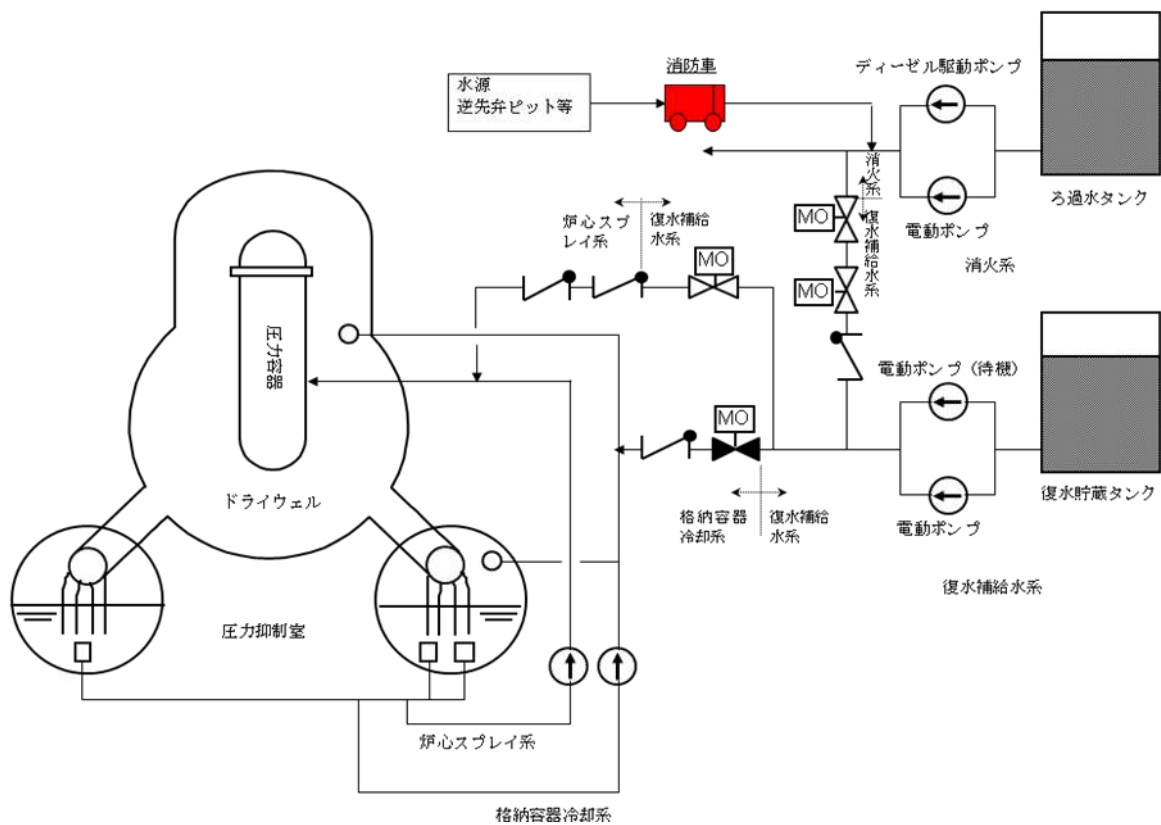 消防車
水源
逆先弁ピット等
ディーゼル駆動ポンプ
電動ポンプ
ろ過水タンク
消火系
消火系
復水補給水系
MO
MO
炉心スプ
レイ系
復水補給
水系
MO
圧力容器
電動ポンプ（待機）
MO
ドライウェル
格納容器
冷却系
復水補給
水系
電動ポンプ
復水貯蔵タンク
復水補給水系
圧力抑制室
炉心スプレイ系
格納容器冷却系